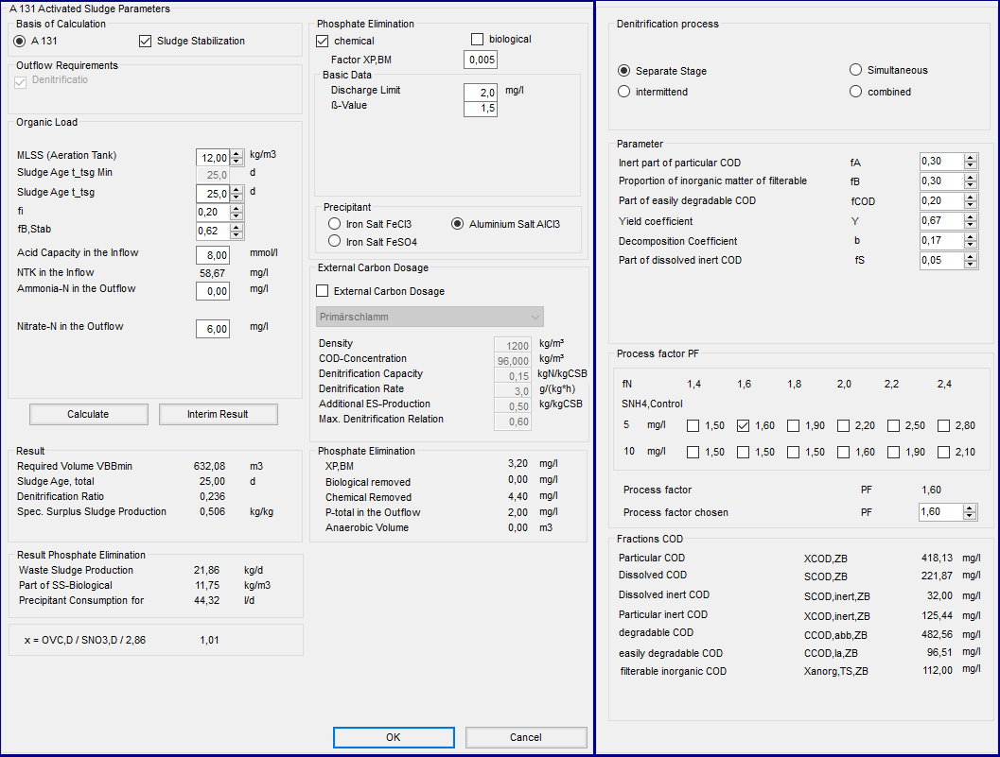 A 131 Activated Sludge Parameters
Basis of Calculation
A 131
Sludge Stabilization
Outflow Requirements
Denitrificatio
Organic Load
MLSS (Aeration Tank) 12,00 kg/m3
Sludge Age t_tsg Min 25,0 d
Sludge Age t_tsg 25,0 d
fi 0,20
fB,Stab 0,62
Acid Capacity in the Inflow 8,00 mmol/l
NTK in the Inflow 58,67 mg/l
Ammonia-N in the Outflow 0,00 mg/l
Nitrate-N in the Outflow 6,00 mg/l
Calculate
Interim Result
Result
Required Volume VBBmin 632,08 m3
Sludge Age, total 25,00 d
Denitrification Ratio 0,236
Spec. Surplus Sludge Production 0,506 kg/kg
Result Phosphate Elimination
Waste Sludge Production 21,86 kg/d
Part of SS-Biological 11,75 kg/m3
Precipitant Consumption for 44,32 l/d
x = OVC,D / SNO3,D / 2,86 1,01
Phosphate Elimination
chemical
biological
Factor XP,BM 0,005
Basic Data
Discharge Limit 2,0 mg/l
ß-Value 1,5
Precipitant
Iron Salt FeCl3
Aluminium Salt AlCl3
Iron Salt FeSO4
External Carbon Dosage
External Carbon Dosage
Primärschlamm
Density 1200 kg/m³
COD-Concentration 96,000 kg/m³
Denitrification Capacity 0,15 kgN/kgCSB
Denitrification Rate 3,0 g/(kg*h)
Additional ES-Production 0,50 kg/kgCSB
Max. Denitrification Relation 0,60
Phosphate Elimination
XP,BM 3,20 mg/l
Biological removed 0,00 mg/l
Chemical Removed 4,40 mg/l
P-total in the Outflow 2,00 mg/l
Anaerobic Volume 0,00 m3
OK
Cancel
Denitrification process
Separate Stage
Simultaneous
intermittend
combined
Parameter
Inert part of particular COD fA 0,30
Proportion of inorganic matter of filterable fB 0,30
Part of easily degradable COD fCOD 0,20
Yield coefficient Y 0,67
Decomposition Coefficient b 0,17
Part of dissolved inert COD fS 0,05
Process factor PF
fN 1,4 1,6 1,8 2,0 2,2 2,4
SNH4,Control
5 mg/l 1,50 1,60 1,90 2,20 2,50 2,80
10 mg/l 1,50 1,50 1,50 1,60 1,90 2,10
Process factor PF 1,60
Process factor chosen PF 1,60
Fractions COD
Particular COD XCOD,ZB 418,13 mg/l
Dissolved COD SCOD,ZB 221,87 mg/l
Dissolved inert COD SCOD,inert,ZB 32,00 mg/l
Particular inert COD XCOD,inert,ZB 125,44 mg/l
degradable COD CCOD,abb,ZB 482,56 mg/l
easily degradable COD CCOD,la,ZB 96,51 mg/l
filterable inorganic COD Xanorg,TS,ZB 112,00 mg/l